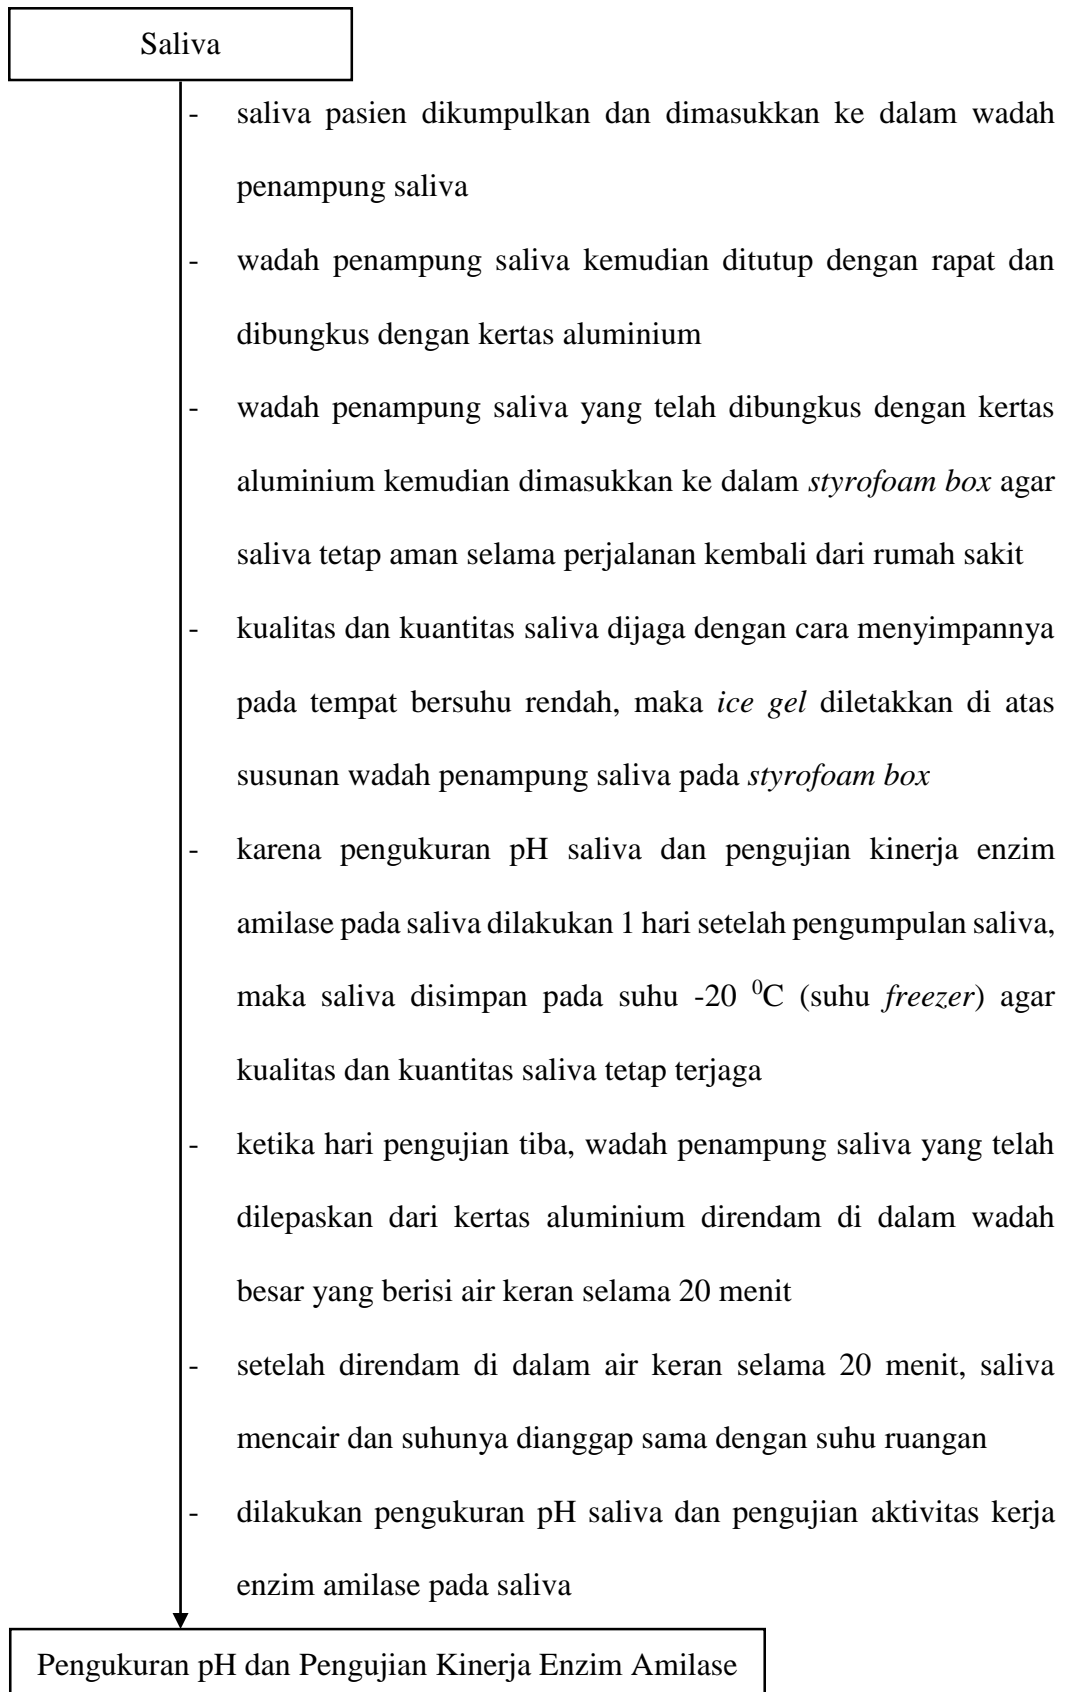 Saliva
- saliva pasien dikumpulkan dan dimasukkan ke dalam wadah
penampung saliva
- wadah penampung saliva kemudian ditutup dengan rapat dan
dibungkus dengan kertas aluminium
- wadah penampung saliva yang telah dibungkus dengan kertas
aluminium kemudian dimasukkan ke dalam styrofoam box agar
saliva tetap aman selama perjalanan kembali dari rumah sakit
- kualitas dan kuantitas saliva dijaga dengan cara menyimpannya
pada tempat bersuhu rendah, maka ice gel diletakkan di atas
susunan wadah penampung saliva pada styrofoam box
- karena pengukuran pH saliva dan pengujian kinerja enzim
amilase pada saliva dilakukan 1 hari setelah pengumpulan saliva,
maka saliva disimpan pada suhu -20 ⁰C (suhu freezer) agar
kualitas dan kuantitas saliva tetap terjaga
- ketika hari pengujian tiba, wadah penampung saliva yang telah
dilepaskan dari kertas aluminium direndam di dalam wadah
besar yang berisi air keran selama 20 menit
- setelah direndam di dalam air keran selama 20 menit, saliva
mencair dan suhunya dianggap sama dengan suhu ruangan
- dilakukan pengukuran pH saliva dan pengujian aktivitas kerja
enzim amilase pada saliva
Pengukuran pH dan Pengujian Kinerja Enzim Amilase